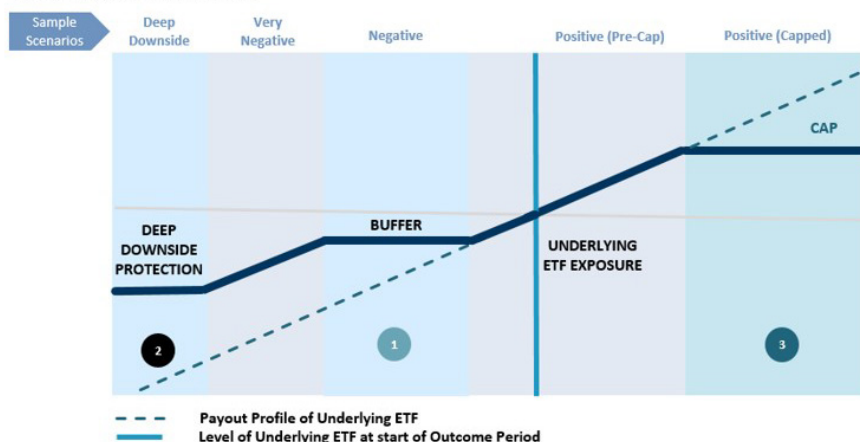 Sample
Scenarios
Deep
Downside
Very
Negative
Negative
Positive (Pre-Cap)
Positive (Capped)
CAP
DEEP
DOWNSIDE
PROTECTION
BUFFER
UNDERLYING
ETF EXPOSURE
2
1
3
Payout Profile of Underlying ETF
Level of Underlying ETF at start of Outcome Period